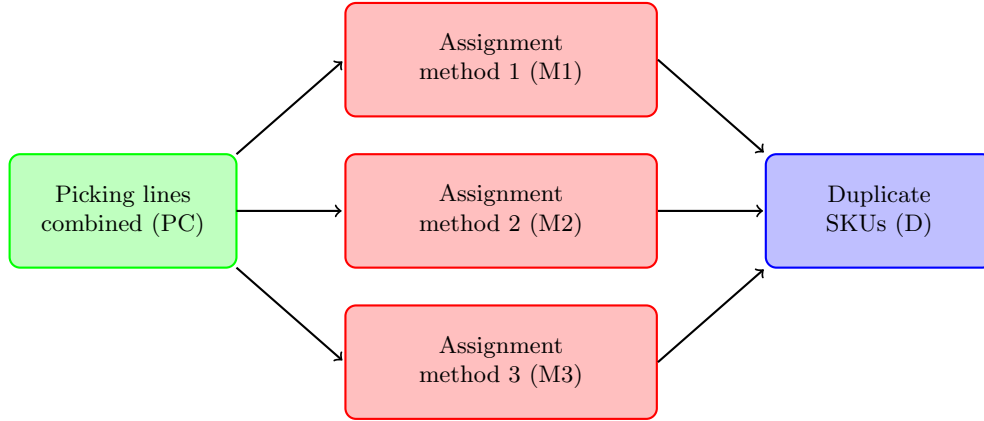 Picking lines
combined (PC)
Assignment
method 1 (M1)
Assignment
method 2 (M2)
Assignment
method 3 (M3)
Duplicate
SKUs (D)